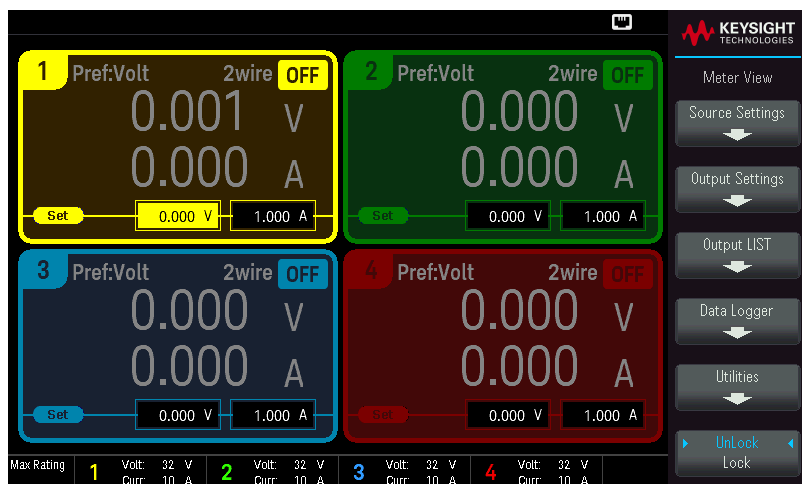 KEYSIGHT
TECHNOLOGIES
Meter View
1 Pref:Volt 2wire OFF
0.001 V
0.000 A
Set 0.000 V 1.000 A
2 Pref:Volt 2wire OFF
0.000 V
0.000 A
Set 0.000 V 1.000 A
3 Pref:Volt 2wire OFF
0.000 V
0.000 A
Set 0.000 V 1.000 A
4 Pref:Volt 2wire OFF
0.000 V
0.000 A
Set 0.000 V 1.000 A
Source Settings
Output Settings
Output LIST
Data Logger
Utilities
UnLock
Lock
Max Rating
1 Volt: 32 V
Curr: 10 A
2 Volt: 32 V
Curr: 10 A
3 Volt: 32 V
Curr: 10 A
4 Volt: 32 V
Curr: 10 A